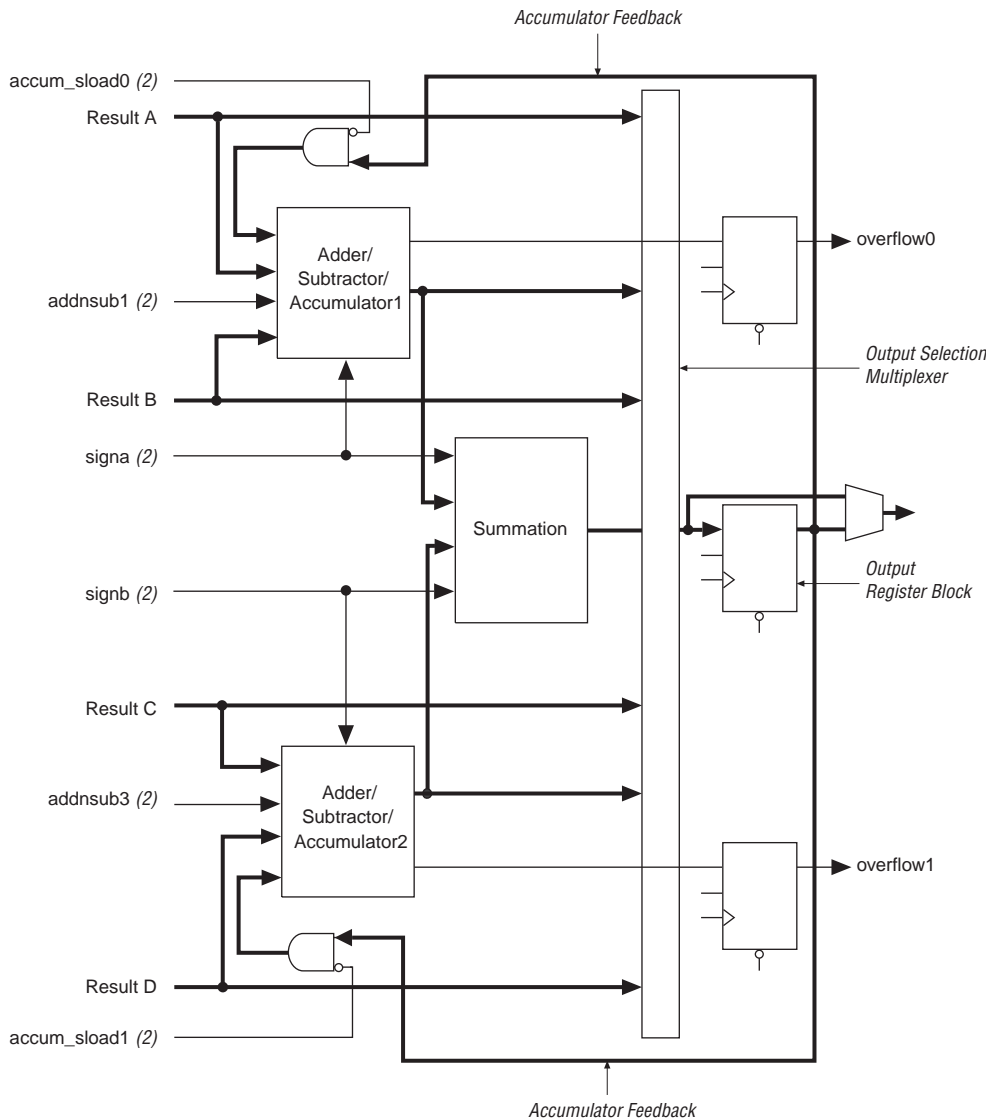 Accumulator Feedback
accum_sload0 (2)
Result A
overflow0
Adder/
Subtractor/
Accumulator1
addnsub1 (2)
Output Selection
Multiplexer
Result B
signa (2)
Summation
signb (2)
Output
Register Block
Result C
Adder/
Subtractor/
Accumulator2
addnsub3 (2)
overflow1
Result D
accum_sload1 (2)
Accumulator Feedback